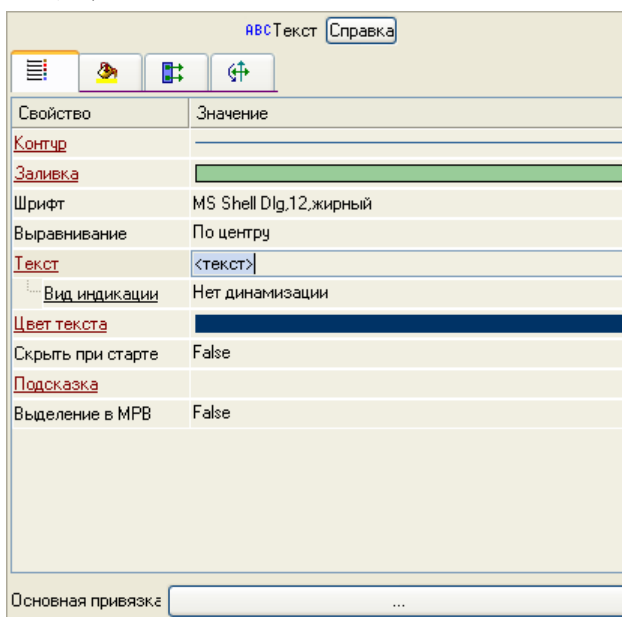 ABCТекст Справка
Свойство Значение
Контур
Заливка
Шрифт MS Shell Dlg,12,жирный
Выравнивание По центру
Текст <текст>
Вид индикации Нет динамизации
Цвет текста
Скрыть при старте False
Подсказка
Выделение в МРВ False
Основная привязка ...